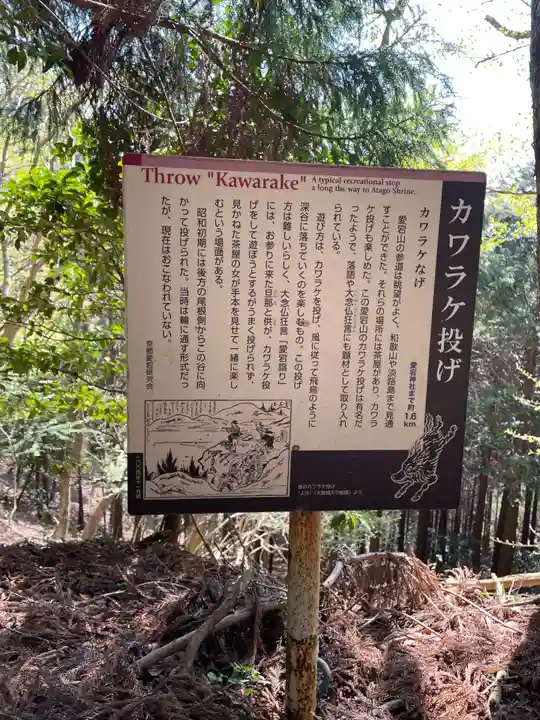 Throw "Kawarake" A typical recreational stop
a long the way to Atago Shrine.
カワラケ投げ
愛宕神社まで約1.6km
カワラケなげ
愛宕山の参道は眺望がよく、和歌山や淡路島まで見通
すことができた。それらの場所には茶屋があり、カワラ
ケ投げも楽しめた。この愛宕山のカワラケ投げは有名だ
ったようで、落語や大念仏狂言にも題材として取り入れ
られている。
遊び方は、カワラケを投げ、風に従って飛鳥のように
深谷に落ちていくのを楽しむもの。この投げ
方は難しいらしく、大念仏狂言「愛宕詣り」
には、お参りに来た旦那と供が、カワラケ投
げをして遊ぼうとするがうまく投げられず、
見かねた茶屋の女が手本を見せて一緒に楽し
むという場面がある。
昭和初期には後方の尾根側からこの谷に向
かって投げられた。当時は輪に通す形式だっ
たが、現在はおこなわれていない。
京都愛宕研究会